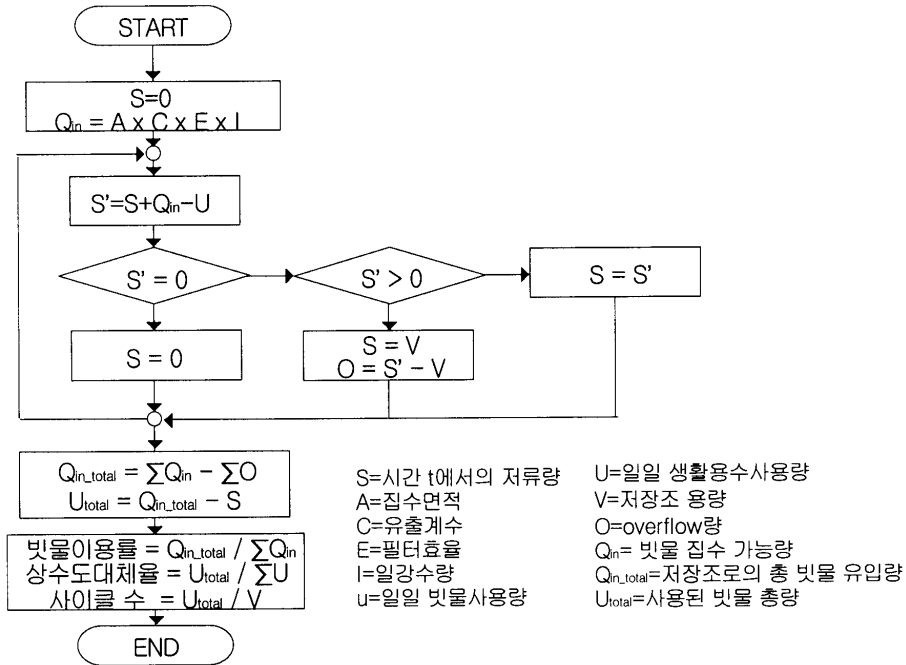 START
S=0
Qin = A x C x E x I
S'=S+Qin-U
S' = 0
S' > 0
S = S'
S = 0
S = V
O = S' - V
Qin_total = ∑Qin - ∑O
Utotal = Qin_total - S
빗물이용률 = Qin_total / ∑Qin
상수도대체율 = Utotal / ∑U
사이클 수 = Utotal / V
END
S=시간 t에서의 저류량
A=집수면적
C=유출계수
E=필터효율
I=일강수량
u=일일 빗물사용량
U=일일 생활용수사용량
V=저장조 용량
O=overflow량
Qin= 빗물 집수 가능량
Qin_total=저장조로의 총 빗물 유입량
Utotal=사용된 빗물 총량